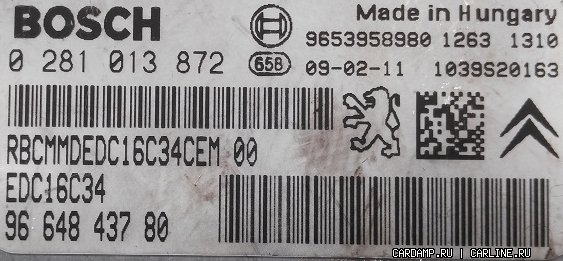 BOSCH
Made in Hungary
9653958980 1263 1310
0 281 013 872 658 09-02-11 1039S20163
RBCMMDEDC16C34CEM 00
EDC16C34
96 648 437 80
CARDAMP.RU | CARLINE.RU